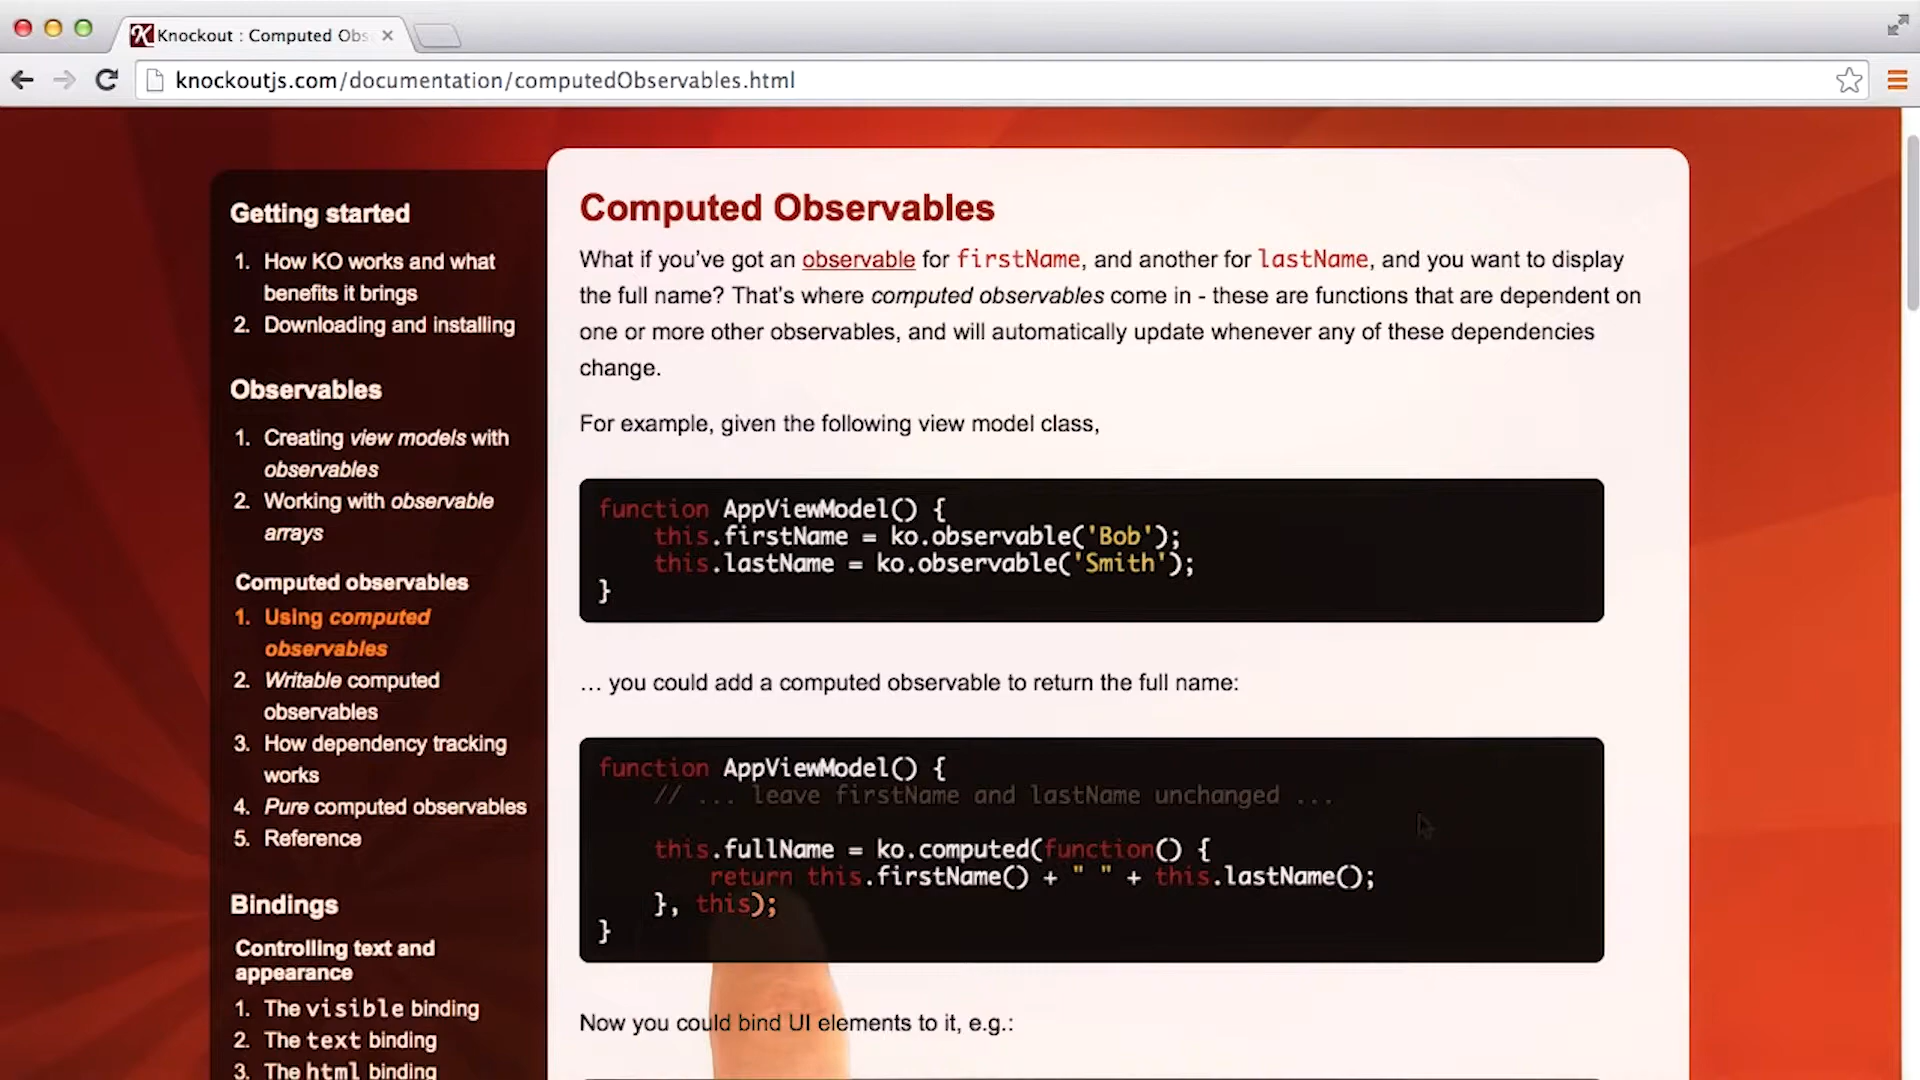 Knockout : Computed Obs
knockoutjs.com/documentation/computedObservables.html
Getting started
1. How KO works and what
benefits it brings
2. Downloading and installing
Observables
1. Creating view models with
observables
2. Working with observable
arrays
Computed observables
1. Using computed
observables
2. Writable computed
observables
3. How dependency tracking
works
4. Pure computed observables
5. Reference
Bindings
Controlling text and
appearance
1. The visible binding
2. The text binding
3. The html binding
Computed Observables
What if you've got an observable for firstName, and another for lastName, and you want to display
the full name? That's where computed observables come in - these are functions that are dependent on
one or more other observables, and will automatically update whenever any of these dependencies
change.
For example, given the following view model class,
function AppViewModel() {
this.firstName = ko.observable('Bob');
this.lastName = ko.observable('Smith');
}
… you could add a computed observable to return the full name:
function AppViewModel() {
// ... leave firstName and lastName unchanged ...
this.fullName = ko.computed(function() {
return this.firstName() + " " + this.lastName();
}, this);
}
Now you could bind UI elements to it, e.g.: